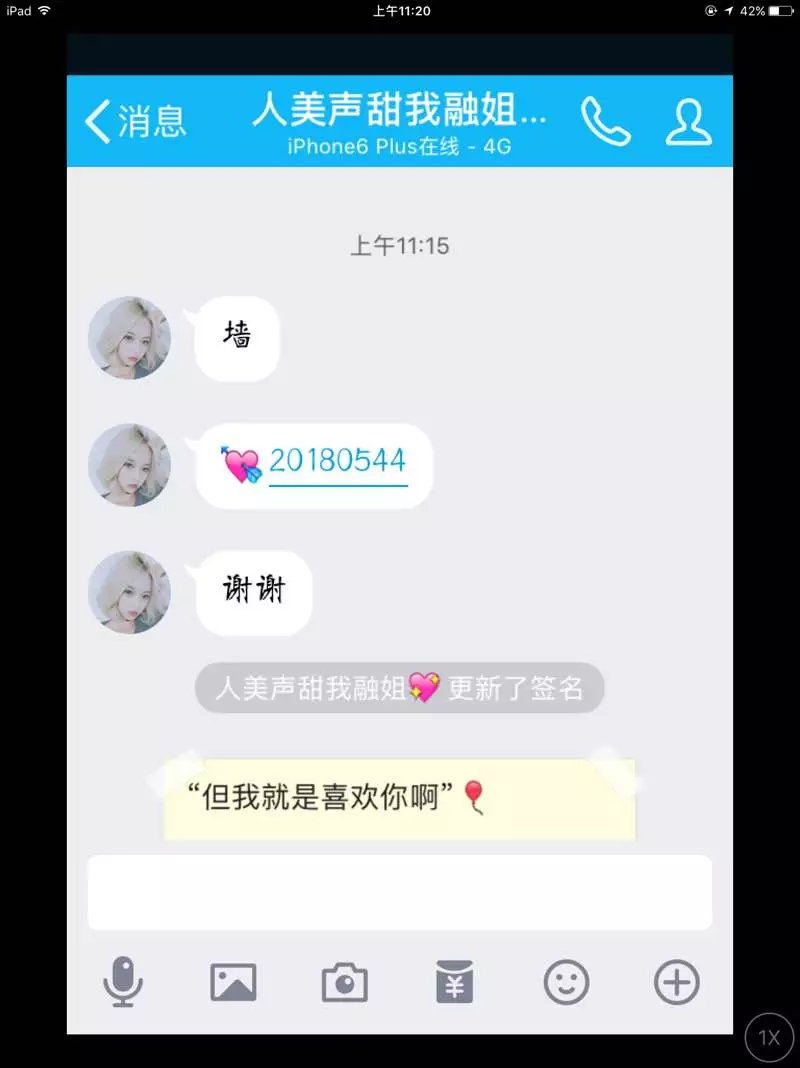 iPad 上午11:20 42%
消息 人美声甜我融姐...
iPhone6 Plus在线 - 4G
上午11:15
墙
💘20180544
谢谢
人美声甜我融姐💖更新了签名
“但我就是喜欢你啊”🎈
¥
1X